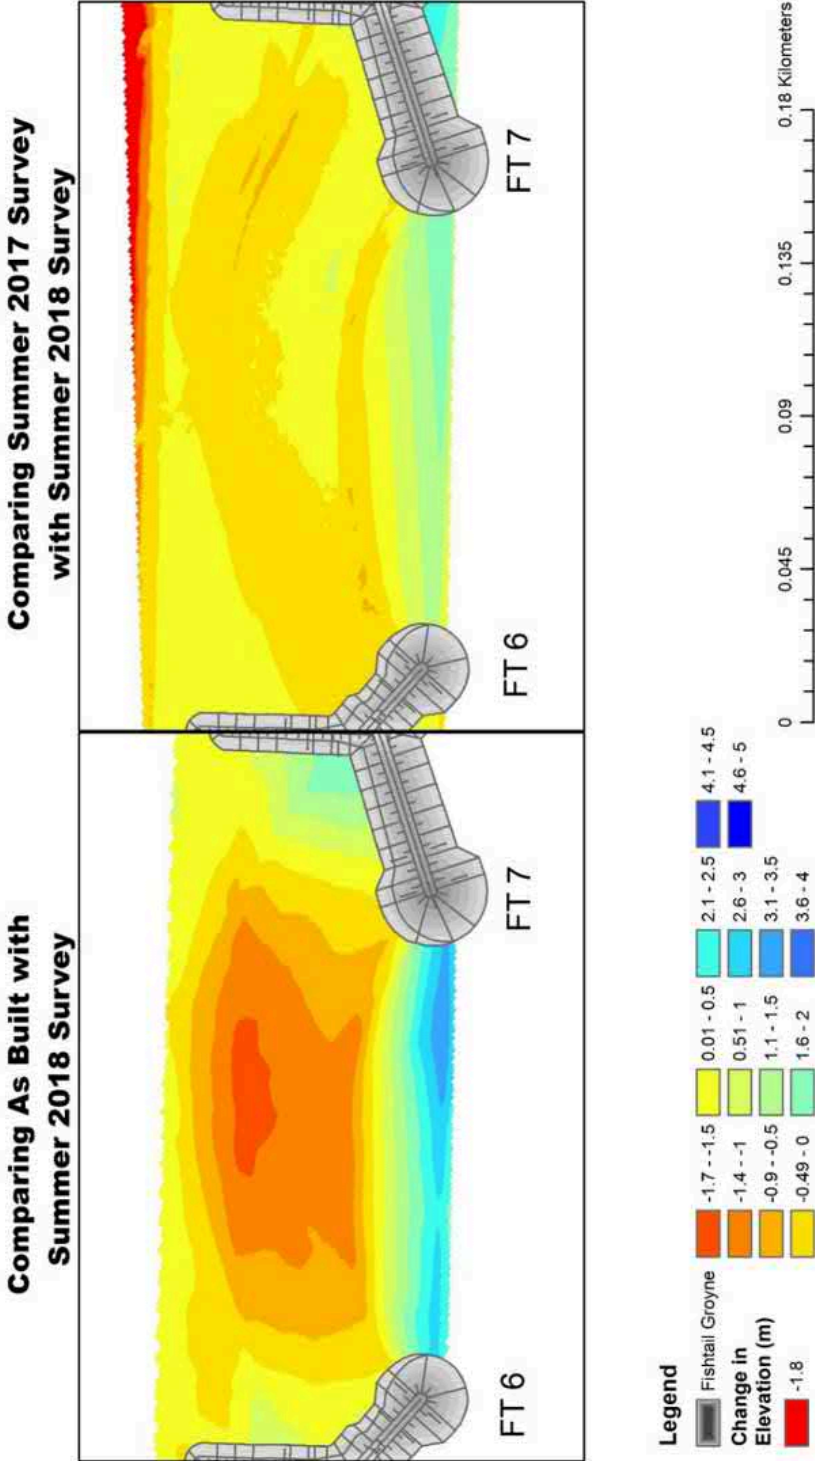 Comparing As Built with
Summer 2018 Survey
FT 6
FT 7
Comparing Summer 2017 Survey
with Summer 2018 Survey
FT 6
FT 7
Legend
Fishtail Groyne
Change in
Elevation (m)
-1.8
-1.7 - -1.5
-1.4 - -1
-0.9 - -0.5
-0.49 - 0
0.01 - 0.5
0.51 - 1
1.1 - 1.5
1.6 - 2
2.1 - 2.5
2.6 - 3
3.1 - 3.5
3.6 - 4
4.1 - 4.5
4.6 - 5
0 0.045 0.09 0.135 0.18 Kilometers